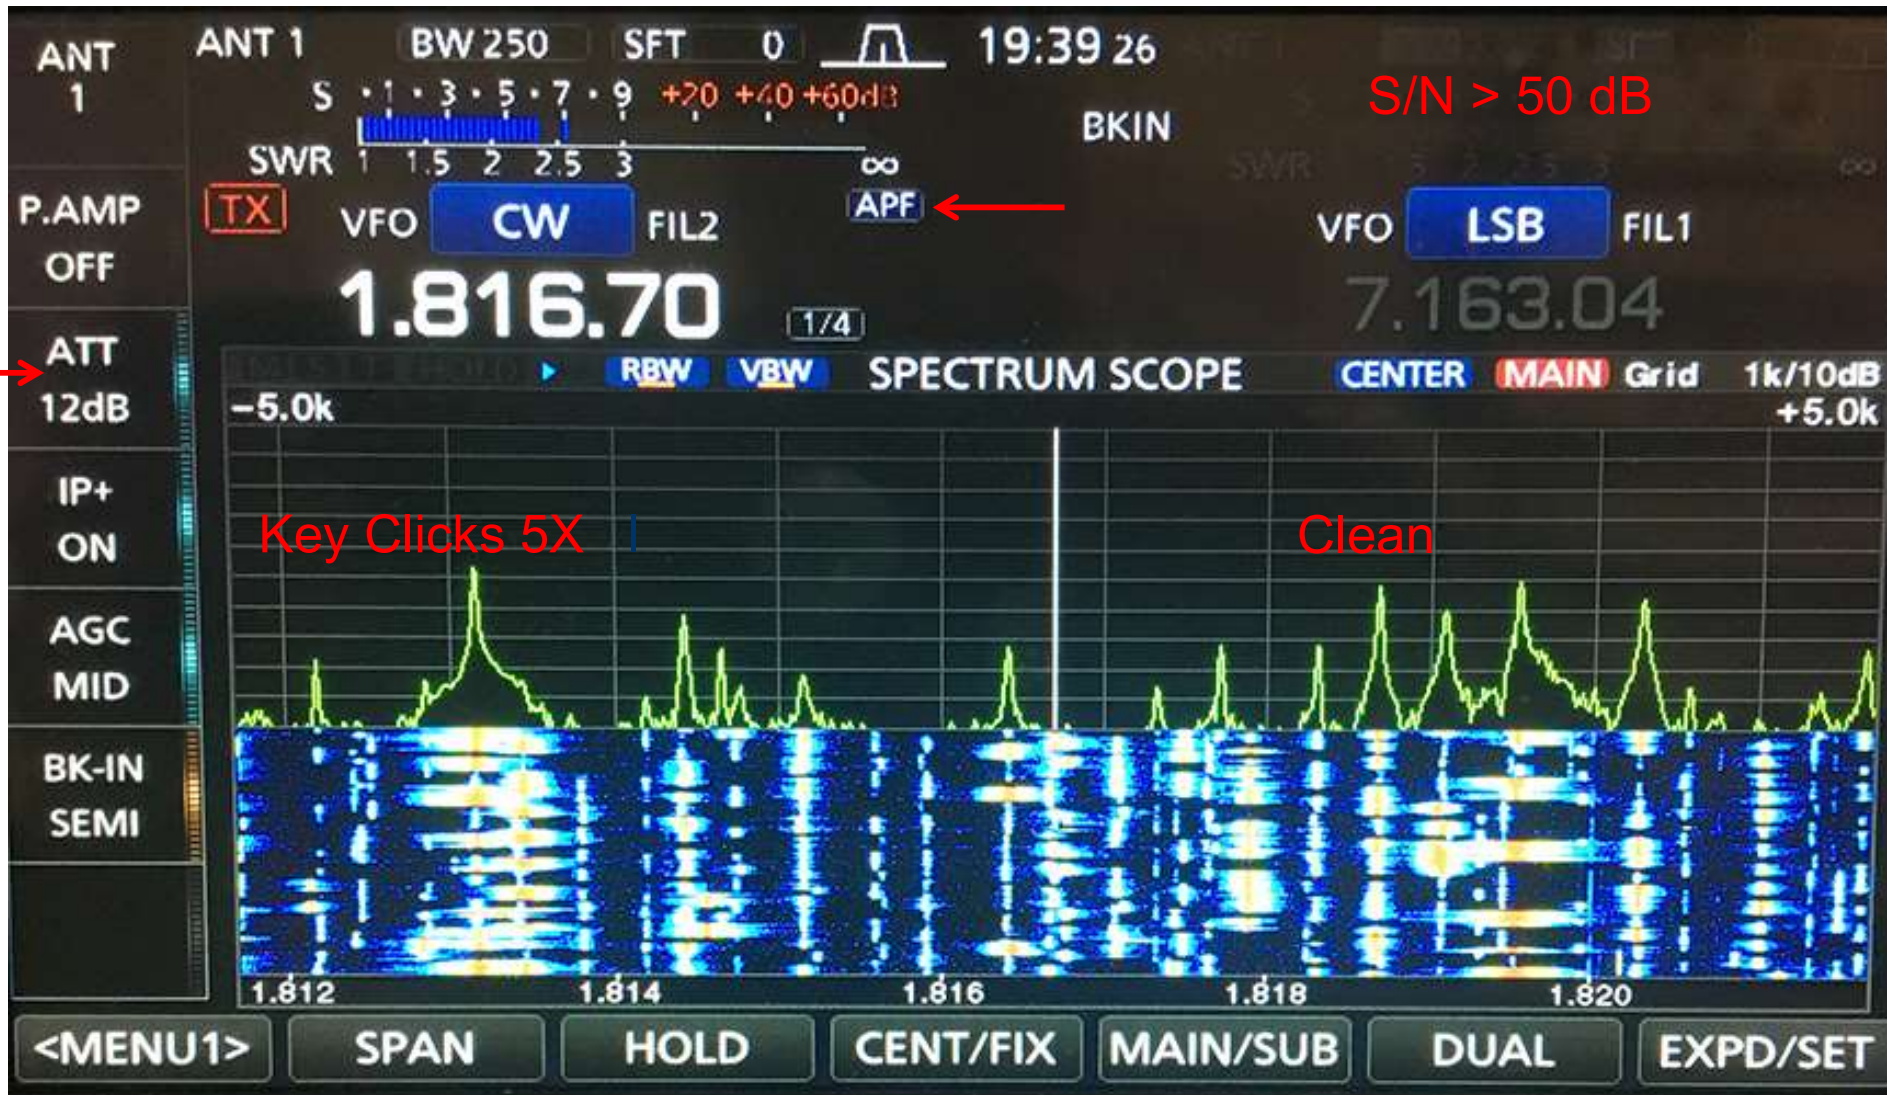 ANT 1
ANT 1 BW 250 SFT 0 19:39 26
S 1 3 5 7 9 +20 +40 +60dB
S/N > 50 dB
BKIN
SWR 1 1.5 2 2.5 3 ∞
P.AMP OFF
TX VFO CW FIL2 APF
VFO LSB FIL1
1.816.70 1/4
7.163.04
ATT 12dB
RBW VBW SPECTRUM SCOPE CENTER MAIN Grid 1k/10dB
-5.0k +5.0k
IP+ ON
Key Clicks 5X
Clean
AGC MID
BK-IN SEMI
1.812 1.814 1.816 1.818 1.820
<MENU1> SPAN HOLD CENT/FIX MAIN/SUB DUAL EXPD/SET